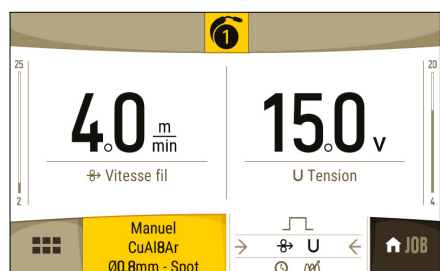 1
25
20
4.0 m/min
15.0 v
Vitesse fil
U Tension
2
4
Manuel
CuAl8Ar
Ø0.8mm - Spot
U
JOB